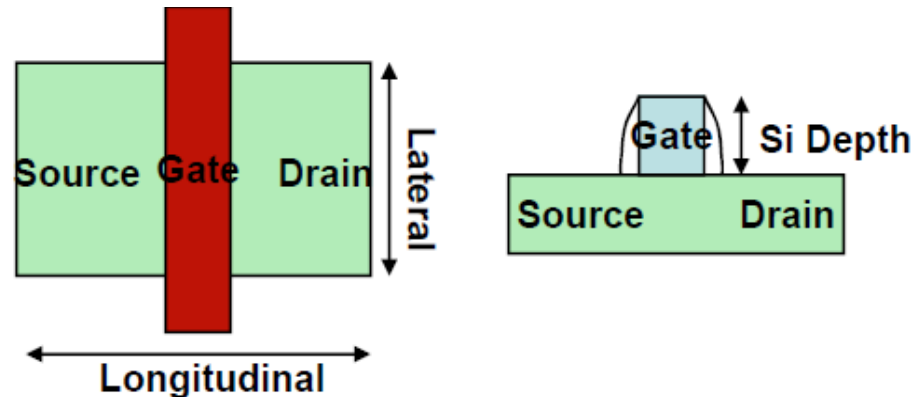 Source Gate Drain
Lateral
Longitudinal
Gate
Si Depth
Source Drain